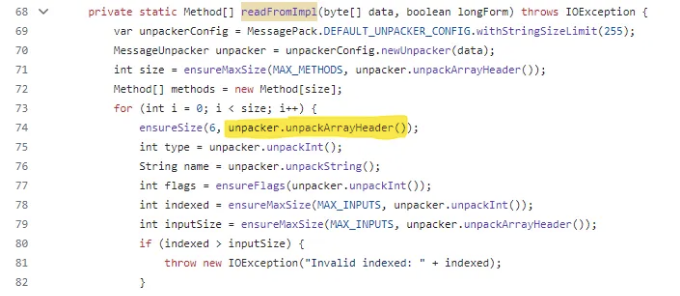 68 private static Method[] readFromImpl(byte[] data, boolean longForm) throws IOException {
69 var unpackerConfig = MessagePack.DEFAULT_UNPACKER_CONFIG.withStringSizeLimit(255);
70 MessageUnpacker unpacker = unpackerConfig.newUnpacker(data);
71 int size = ensureMaxSize(MAX_METHODS, unpacker.unpackArrayHeader());
72 Method[] methods = new Method[size];
73 for (int i = 0; i < size; i++) {
74 ensureSize(6, unpacker.unpackArrayHeader());
75 int type = unpacker.unpackInt();
76 String name = unpacker.unpackString();
77 int flags = ensureFlags(unpacker.unpackInt());
78 int indexed = ensureMaxSize(MAX_INPUTS, unpacker.unpackInt());
79 int inputSize = ensureMaxSize(MAX_INPUTS, unpacker.unpackArrayHeader());
80 if (indexed > inputSize) {
81 throw new IOException("Invalid indexed: " + indexed);
82 }